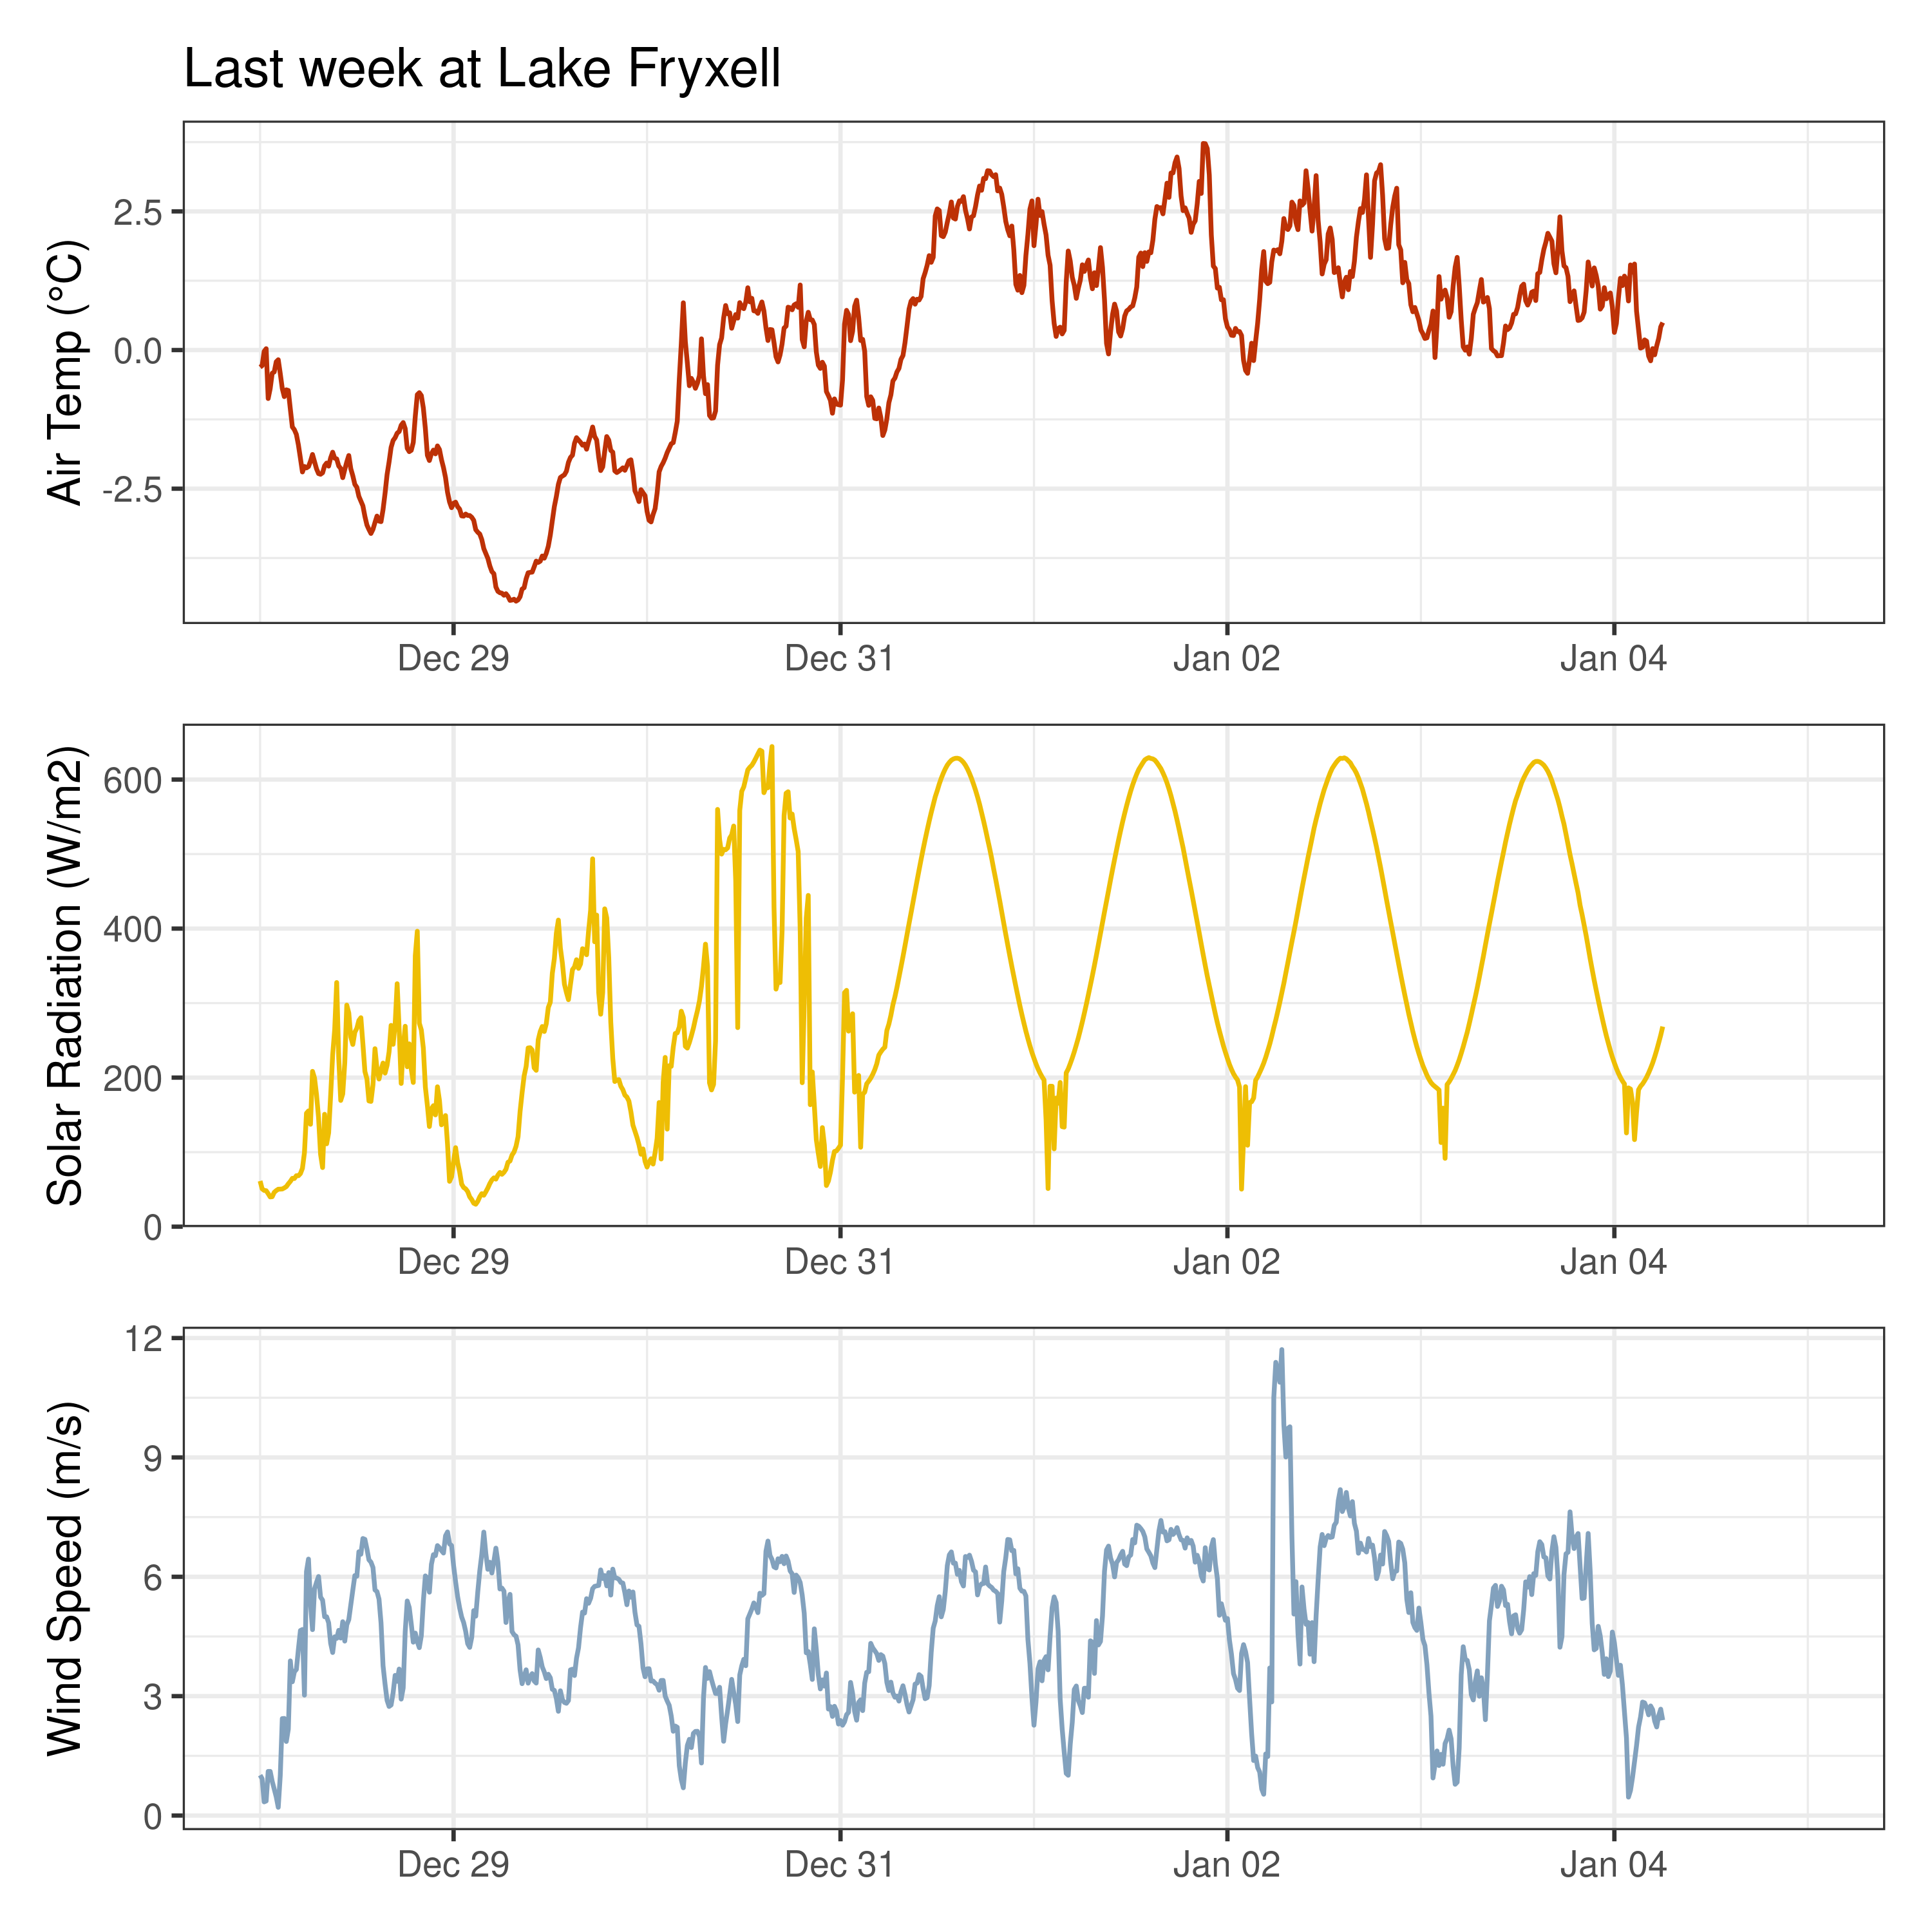 Last week at Lake Fryxell
Air Temp (°C)
2.5
0.0
-2.5
Dec 29 Dec 31 Jan 02 Jan 04
Solar Radiation (W/m2)
600
400
200
0
Dec 29 Dec 31 Jan 02 Jan 04
Wind Speed (m/s)
12
9
6
3
0
Dec 29 Dec 31 Jan 02 Jan 04